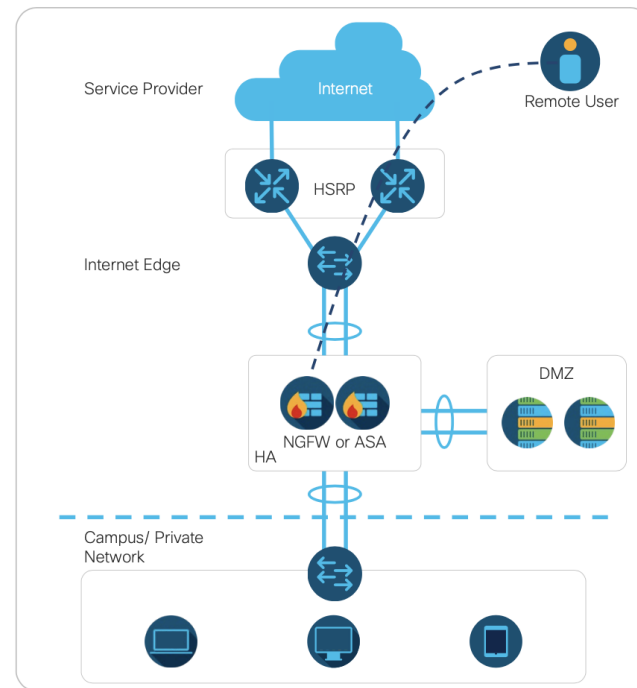 Service Provider
Internet
Remote User
HSRP
Internet Edge
DMZ
NGFW or ASA
HA
Campus/ Private
Network